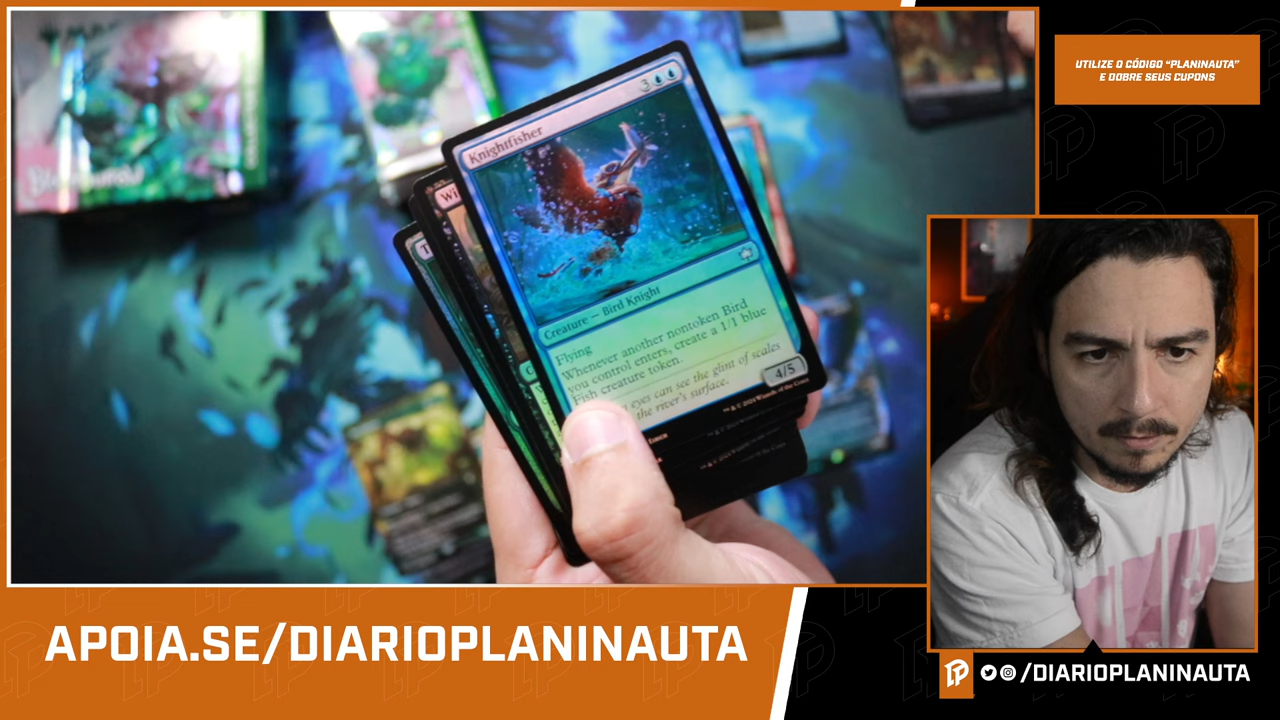 UTILIZE O CÓDIGO “PLANINAUTA”
E DOBRE SEUS CUPONS
3
Knightfisher
Wi
T
Creature — Bird Knight
Flying
Whenever another nontoken Bird
you control enters, create a 1/1 blue
Fish creature token.
eyes can see the glint of scales
the river's surface.
4/5
APOIA.SE/DIARIOPLANINAUTA
/DIARIOPLANINAUTA